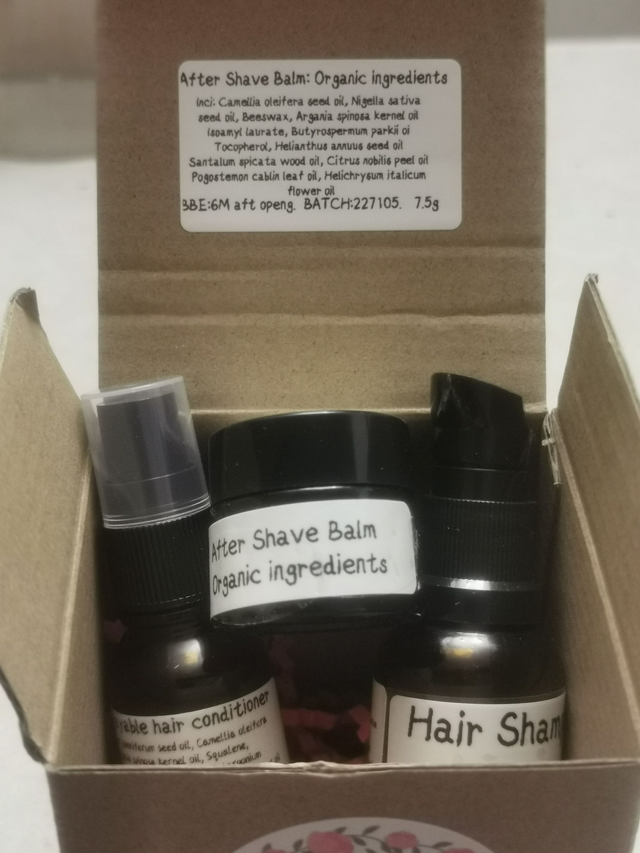 After Shave Balm: Organic ingredients
Inci: Camellia oleifera seed oil, Nigella sativa
seed oil, Beeswax, Argania spinosa kernel oil
Isoamyl laurate, Butyrospermum parkii oi
Tocopherol, Helianthus annuus seed oil
Santalum spicata wood oil, Citrus nobilis peel oil
Pogostemon cablin leaf oil, Helichrysum italicum
flower oil
BBE:6M aft openg. BATCH:227105. 7.5g
After Shave Balm
Organic ingredients
yable hair conditioner
seed oil, Camellia oleifera
kernel oil, Squalene,
Hair Sham